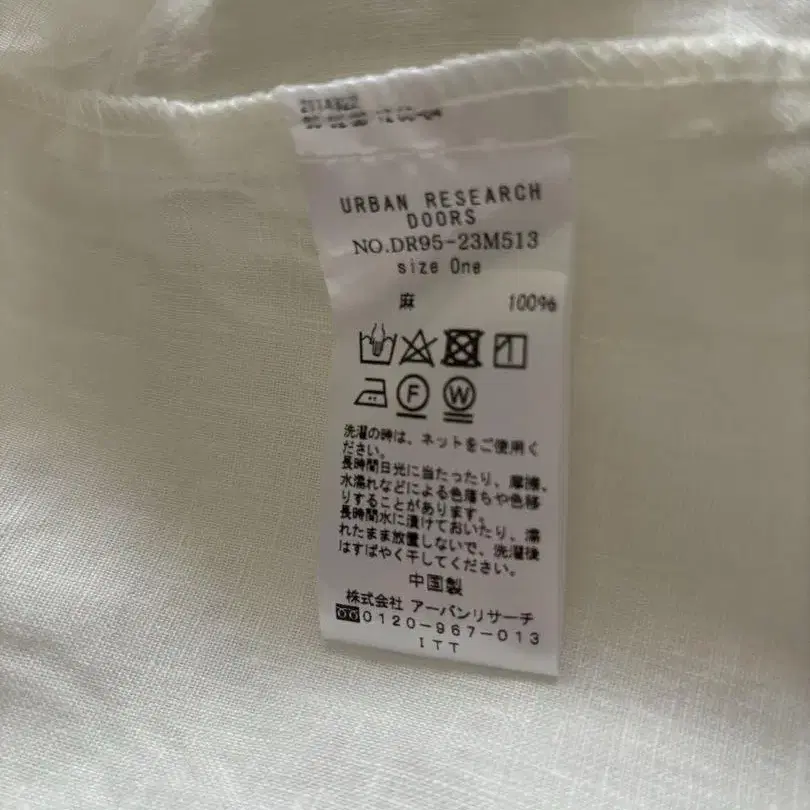 URBAN RESEARCH
DOORS
NO.DR95-23M513
size One
麻 100%
F W
洗濯の時は、ネットをご使用く
ださい。
長時間日光に当たったり、摩擦、
水濡れなどによる色落ちや色移
りすることがあります。
長時間水に漬けておいたり、濡
れたまま放置しないで、洗濯後
はすばやく干してください。
中国製
株式会社 アーバンリサーチ
0120-967-013
ITT